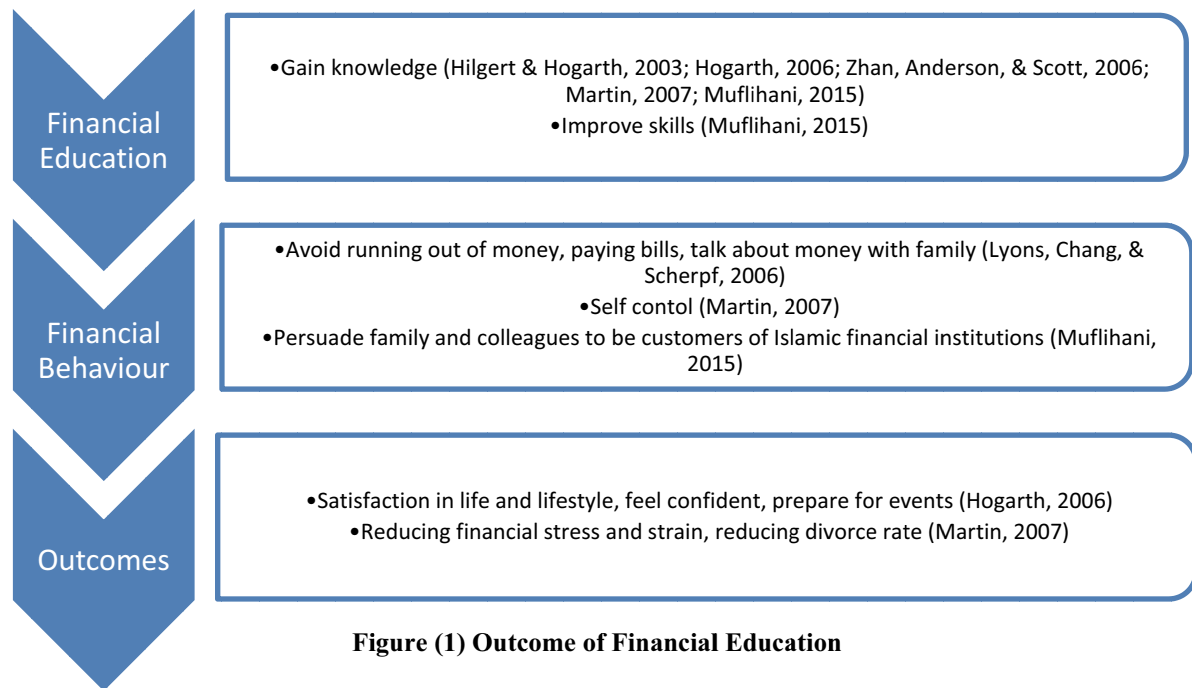 Financial
Education
•Gain knowledge (Hilgert & Hogarth, 2003; Hogarth, 2006; Zhan, Anderson, & Scott, 2006;
Martin, 2007; Muflihani, 2015)
•Improve skills (Muflihani, 2015)
Financial
Behaviour
•Avoid running out of money, paying bills, talk about money with family (Lyons, Chang, &
Scherpf, 2006)
•Self contol (Martin, 2007)
•Persuade family and colleagues to be customers of Islamic financial institutions (Muflihani,
2015)
Outcomes
•Satisfaction in life and lifestyle, feel confident, prepare for events (Hogarth, 2006)
•Reducing financial stress and strain, reducing divorce rate (Martin, 2007)
Figure (1) Outcome of Financial Education